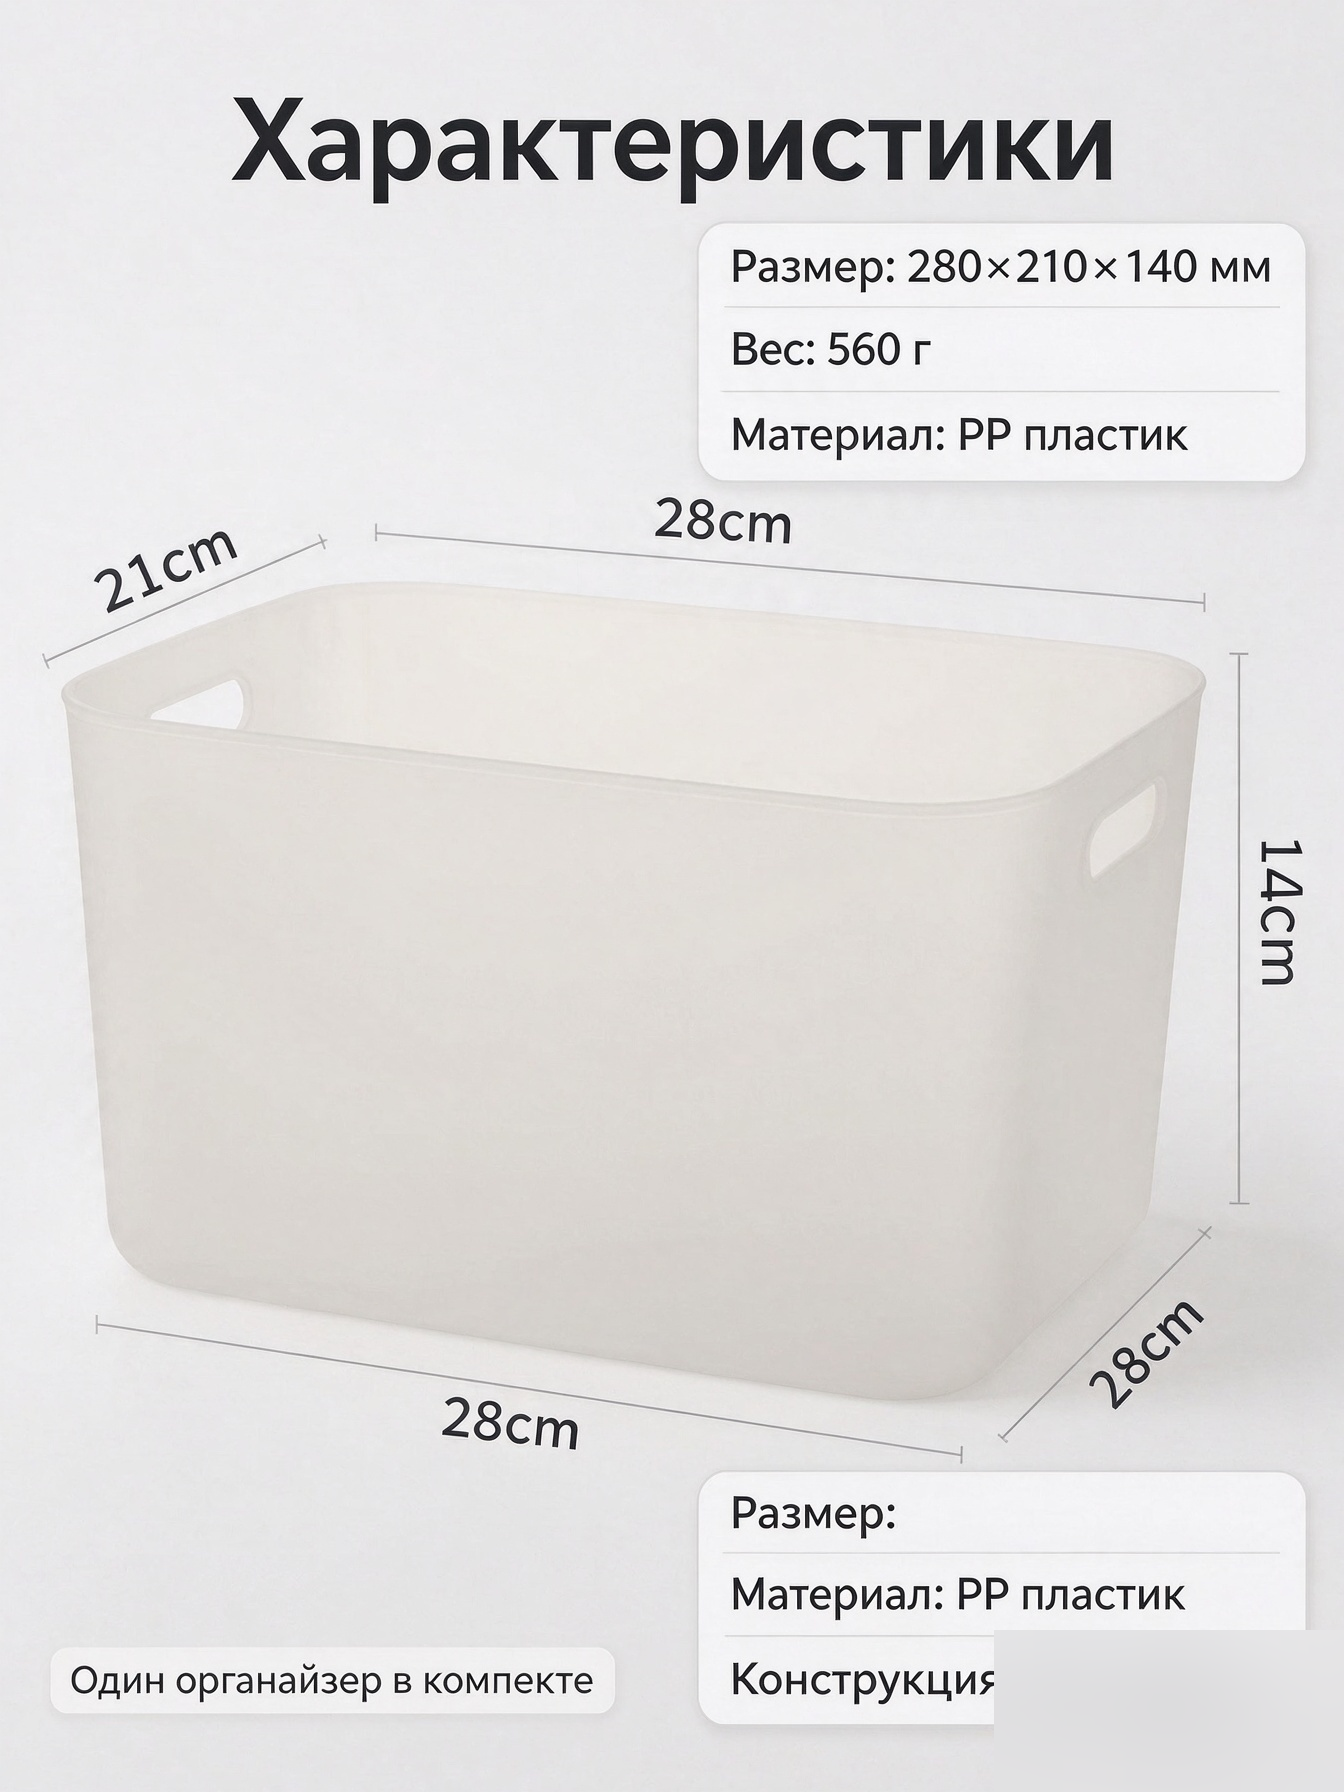 Характеристики
Размер: 280×210×140 мм
Вес: 560 г
Материал: PP пластик
28cm
21cm
14cm
28cm
28cm
Размер:
Материал: PP пластик
Конструкция
Один органайзер в компекте